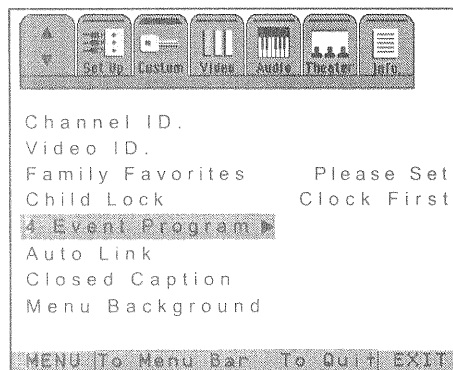 Set Up Custom Video Audio Theater Info.
Channel ID.
Video ID.
Family Favorites Please Set
Child Lock Clock First
4 Event Program ▶
Auto Link
Closed Caption
Menu Background
MENU To Menu Bar To Quit EXIT